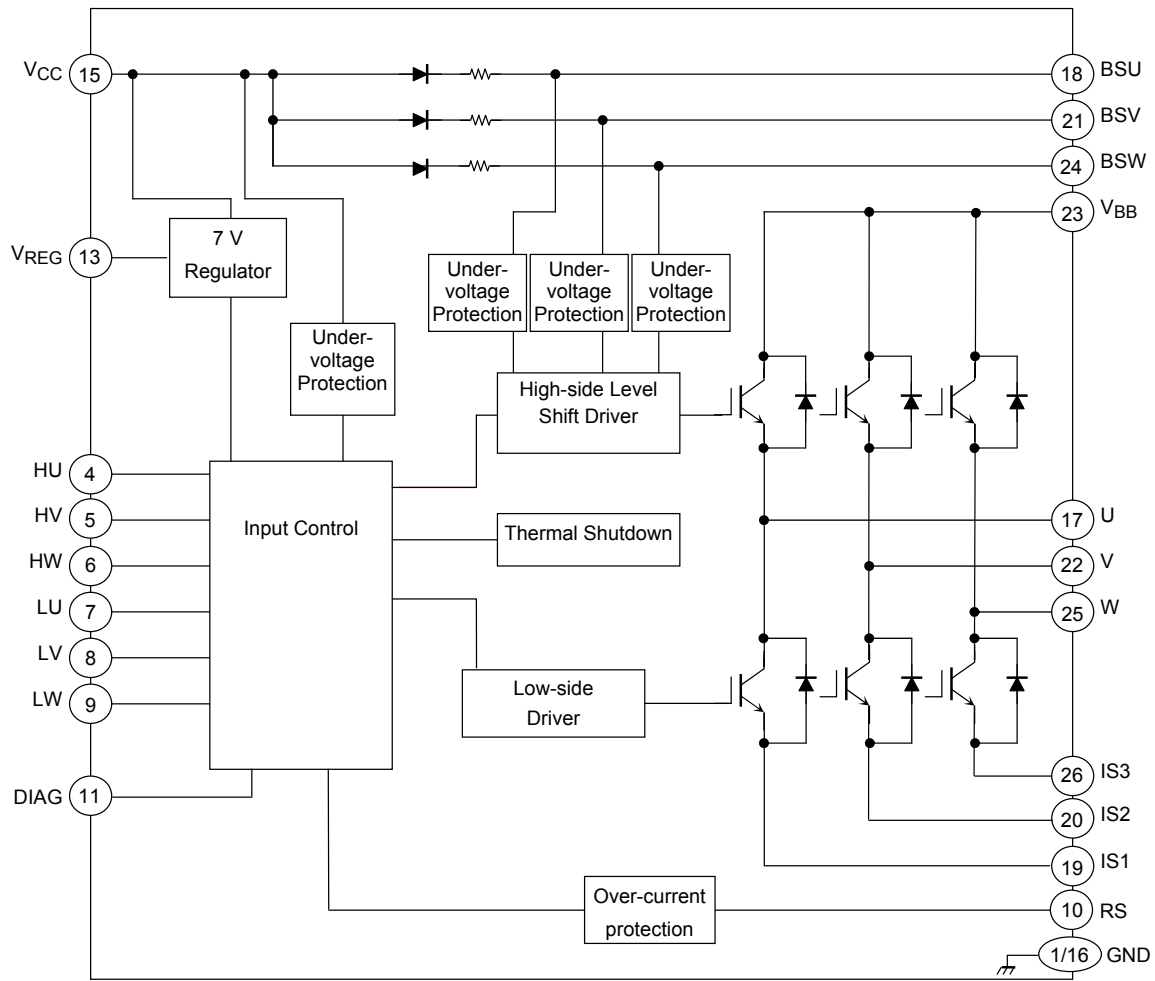 VCC 15
18 BSU
21 BSV
24 BSW
23 VBB
VREG 13
7 V
Regulator
Under-
voltage
Protection
Under-
voltage
Protection
Under-
voltage
Protection
Under-
voltage
Protection
High-side Level
Shift Driver
HU 4
HV 5
HW 6
LU 7
LV 8
LW 9
DIAG 11
Input Control
Thermal Shutdown
Low-side
Driver
17 U
22 V
25 W
26 IS3
20 IS2
19 IS1
Over-current
protection
10 RS
1/16 GND